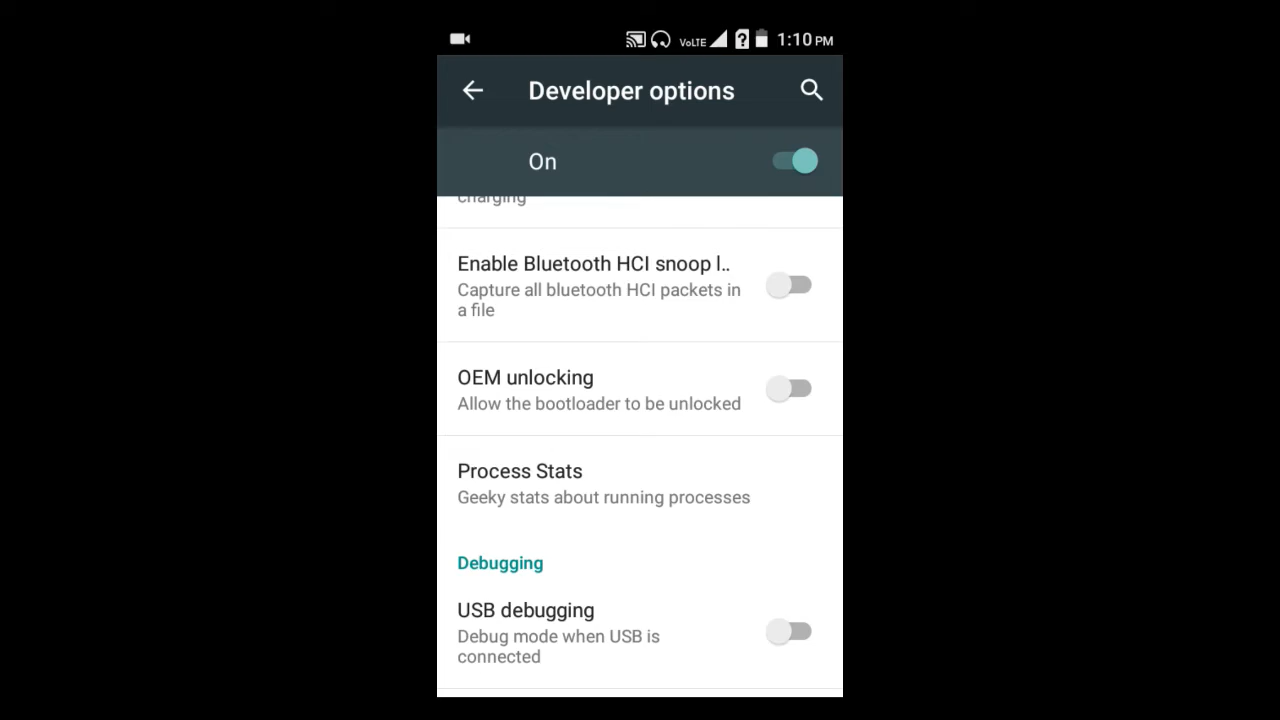 VoLTE 1:10 PM
Developer options
On
charging
Enable Bluetooth HCI snoop l..
Capture all bluetooth HCI packets in
a file
OEM unlocking
Allow the bootloader to be unlocked
Process Stats
Geeky stats about running processes
Debugging
USB debugging
Debug mode when USB is
connected